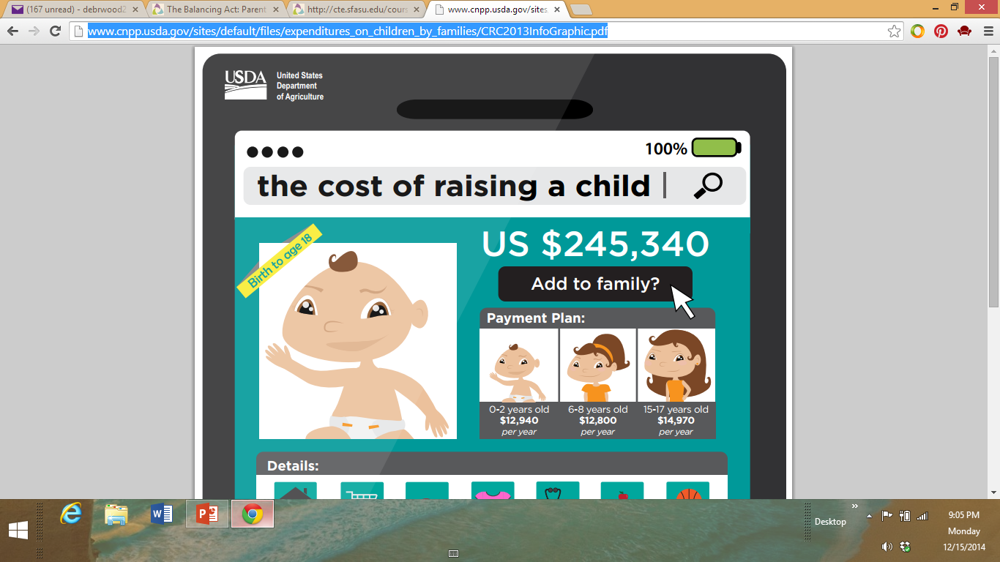 (167 unread) - debrwood2
The Balancing Act: Parent
http://cte.sfasu.edu/cours
www.cnpp.usda.gov/sites
www.cnpp.usda.gov/sites/default/files/expenditures_on_children_by_families/CRC2013InfoGraphic.pdf
USDA
United States
Department
of Agriculture
100%
the cost of raising a child
Birth to age 18
US $245,340
Add to family?
Payment Plan:
0-2 years old
$12,940
per year
6-8 years old
$12,800
per year
15-17 years old
$14,970
per year
Details:
Desktop
9:05 PM
Monday
12/15/2014